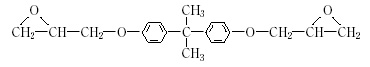 O CH₃ O
CH₂—CH—CH₂—O— —C— —O—CH₂—CH—CH₂
CH₃